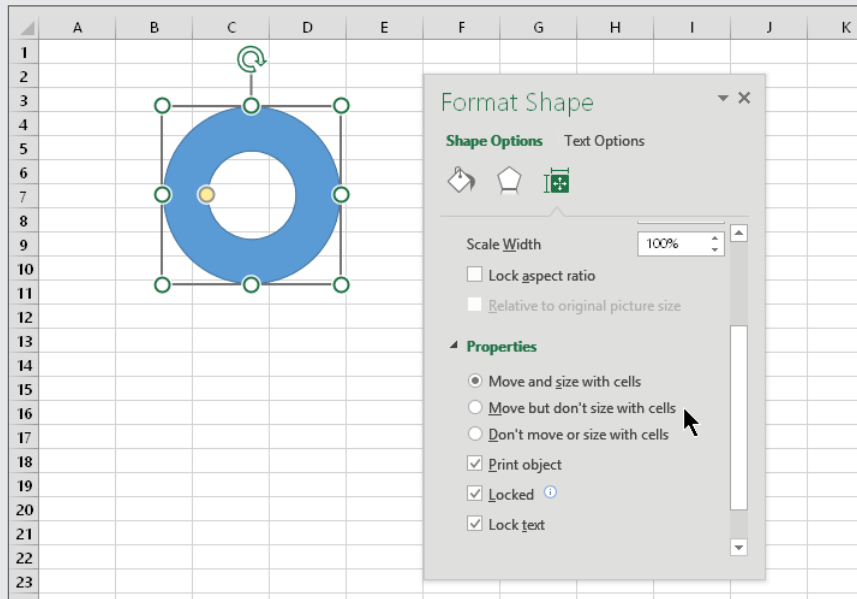 A B C D E F G H I J K
1
2
3
4
5
6
7
8
9
10
11
12
13
14
15
16
17
18
19
20
21
22
23
Format Shape
Shape Options Text Options
Scale Width 100%
Lock aspect ratio
Relative to original picture size
Properties
Move and size with cells
Move but don't size with cells
Don't move or size with cells
Print object
Locked
Lock text